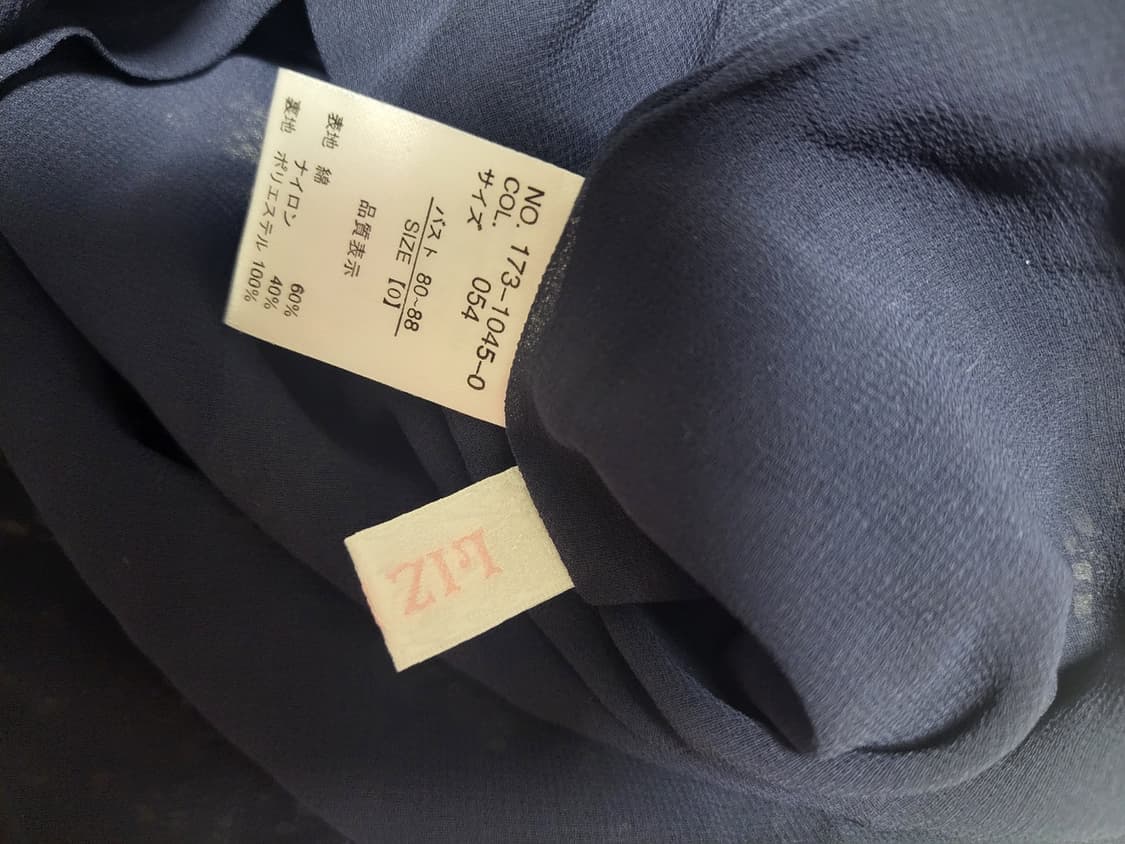 NO. 173-1045-0
COL. 054
サイズ
バスト 80~88
SIZE【0】
品質表示
表地 綿 60%
ナイロン 40%
裏地 ポリエステル 100%